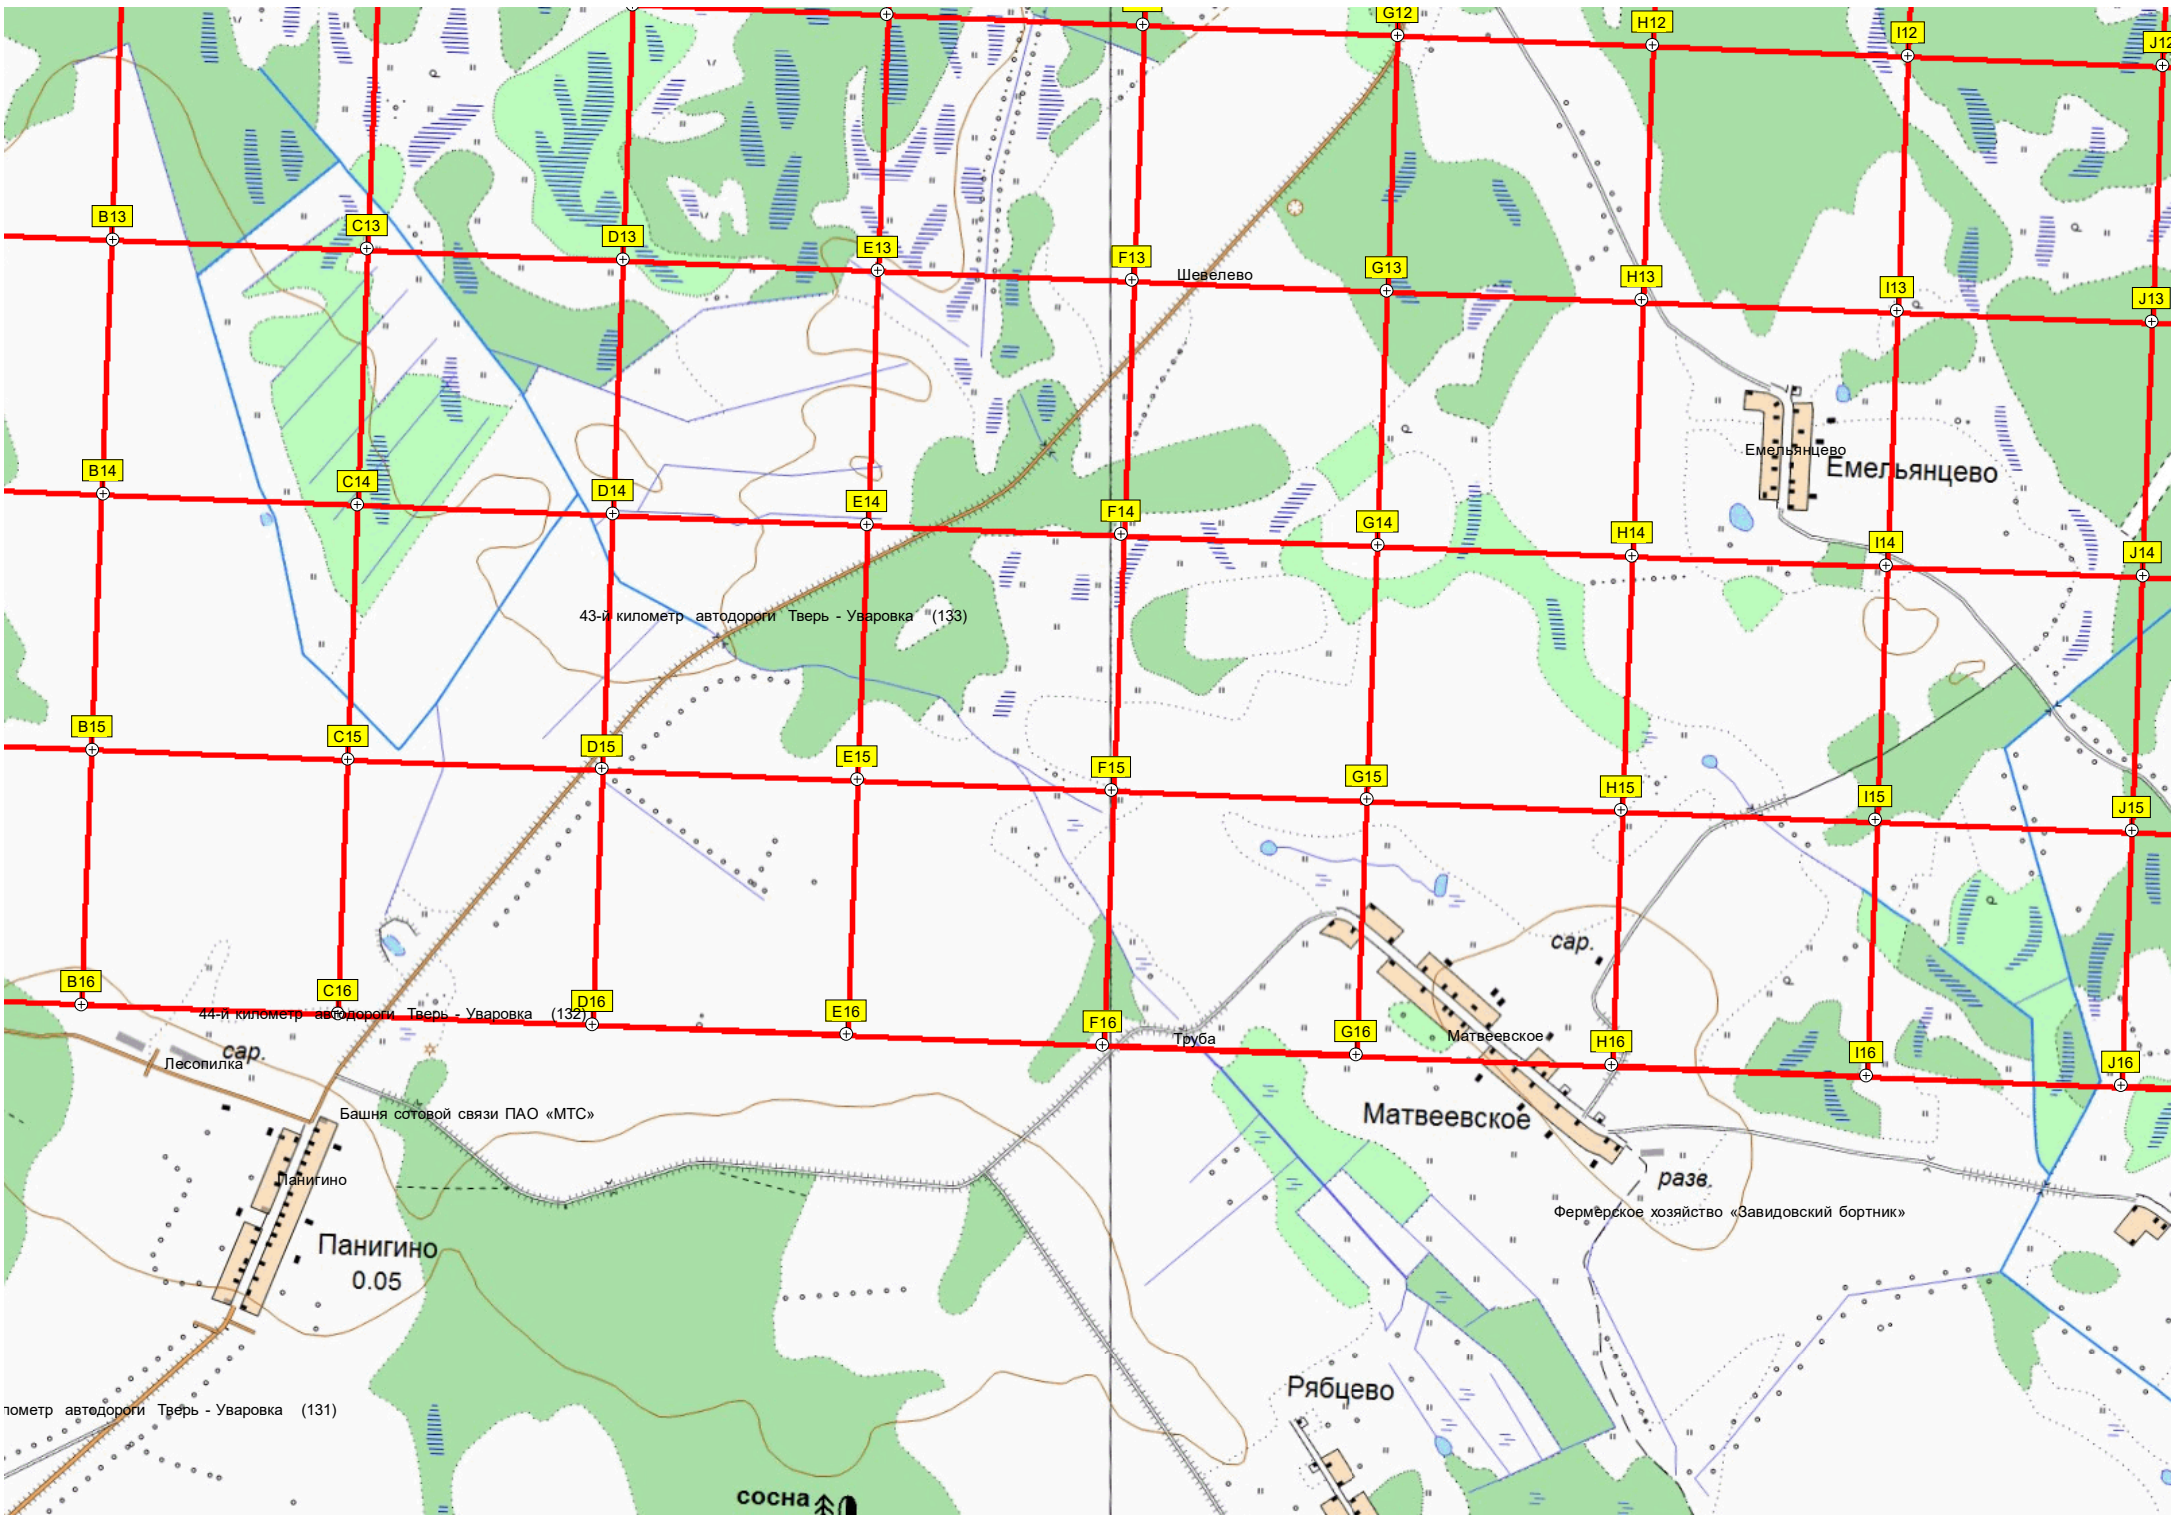 G12
H12
I12
J12
B13
C13
D13
E13
F13
G13
H13
I13
J13
Шевелево
Емельянцево
Емельянцево
B14
C14
D14
E14
F14
G14
H14
I14
J14
43-й километр автодороги Тверь - Уваровка (133)
B15
C15
D15
E15
F15
G15
H15
I15
J15
сар.
B16
C16
D16
E16
F16
G16
H16
I16
J16
44-й километр автодороги Тверь - Уваровка (132)
Труба
Матвеевское
сар.
Лесопилка
Башня сотовой связи ПАО «МТС»
Матвеевское
Панигино
разв.
Фермерское хозяйство «Завидовский бортник»
Панигино
0.05
Рябцево
лометр автодороги Тверь - Уваровка (131)
сосна